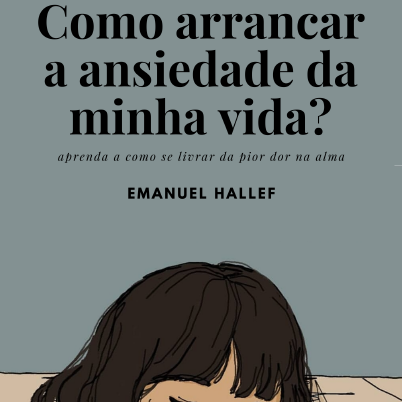 Como arrancar
a ansiedade da
minha vida?
aprenda a como se livrar da pior dor na alma
EMANUEL HALLEF